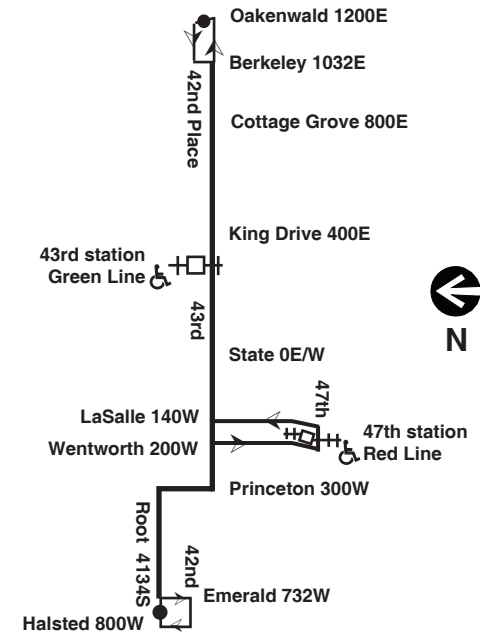 Oakenwald 1200E
Berkeley 1032E
42nd Place
Cottage Grove 800E
King Drive 400E
43rd station
Green Line
43rd
N
State 0E/W
47th
LaSalle 140W
Wentworth 200W
47th station
Red Line
Princeton 300W
Root 4134S
42nd
Emerald 732W
Halsted 800W